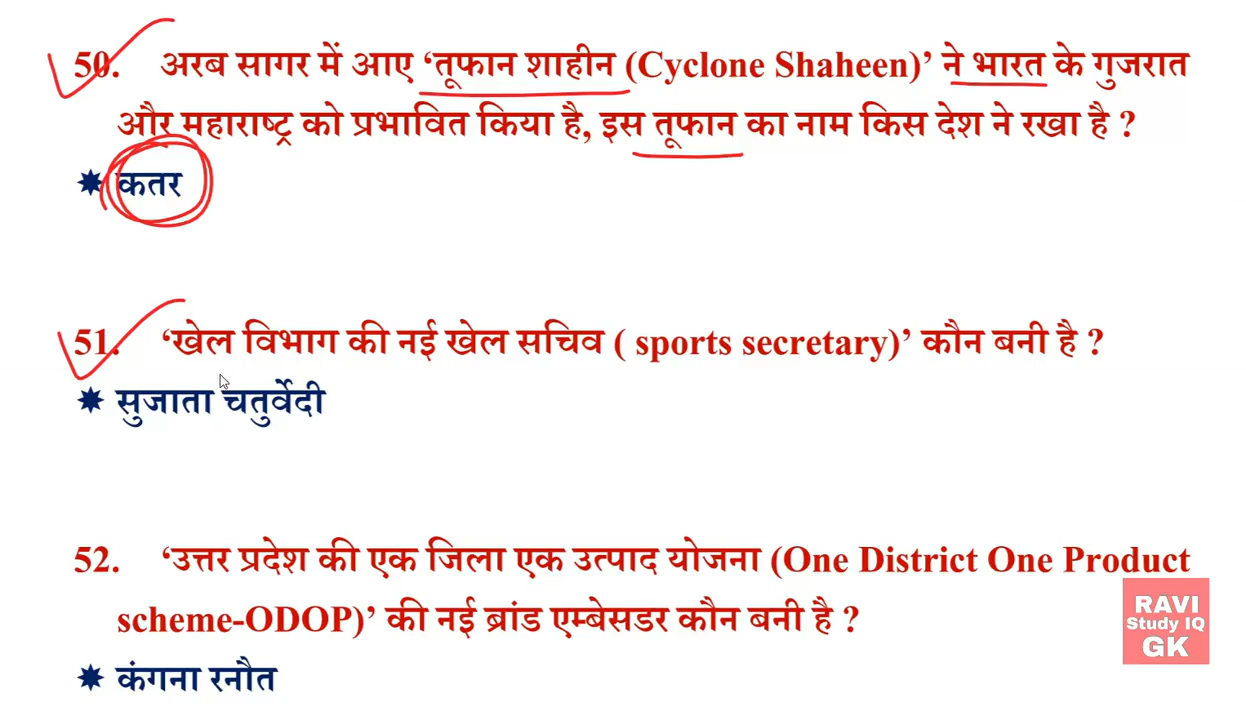 50. अरब सागर में आए ‘तूफान शाहीन (Cyclone Shaheen)’ ने भारत के गुजरात
और महाराष्ट्र को प्रभावित किया है, इस तूफान का नाम किस देश ने रखा है ?
कतर
51. ‘खेल विभाग की नई खेल सचिव ( sports secretary)’ कौन बनी है ?
सुजाता चतुर्वेदी
52. ‘उत्तर प्रदेश की एक जिला एक उत्पाद योजना (One District One Product
scheme-ODOP)’ की नई ब्रांड एम्बेसडर कौन बनी है ?
कंगना रनौत
RAVI
Study IQ
GK